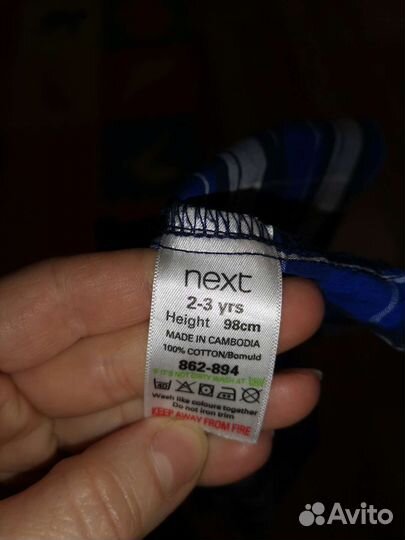 next
2-3 yrs
Height 98cm
MADE IN CAMBODIA
100% COTTON/Bomuld
862-894
IF IT'S NOT DIRTY WASH AT
Wash like colours together
Do not iron trim
KEEP AWAY FROM FIRE
Avito